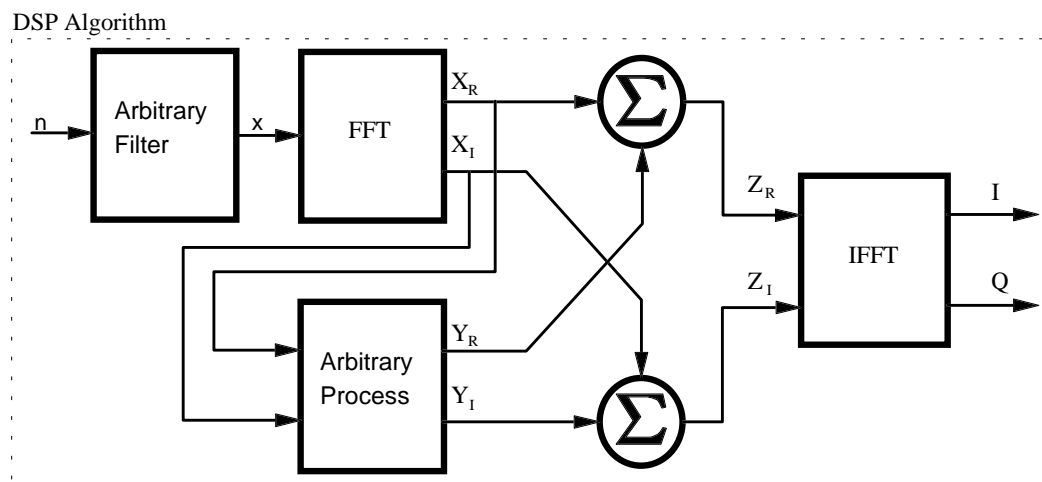 DSP Algorithm
n
Arbitrary
Filter
x
FFT
X_R
X_I
Σ
Z_R
IFFT
I
Q
Z_I
Arbitrary
Process
Y_R
Y_I
Σ